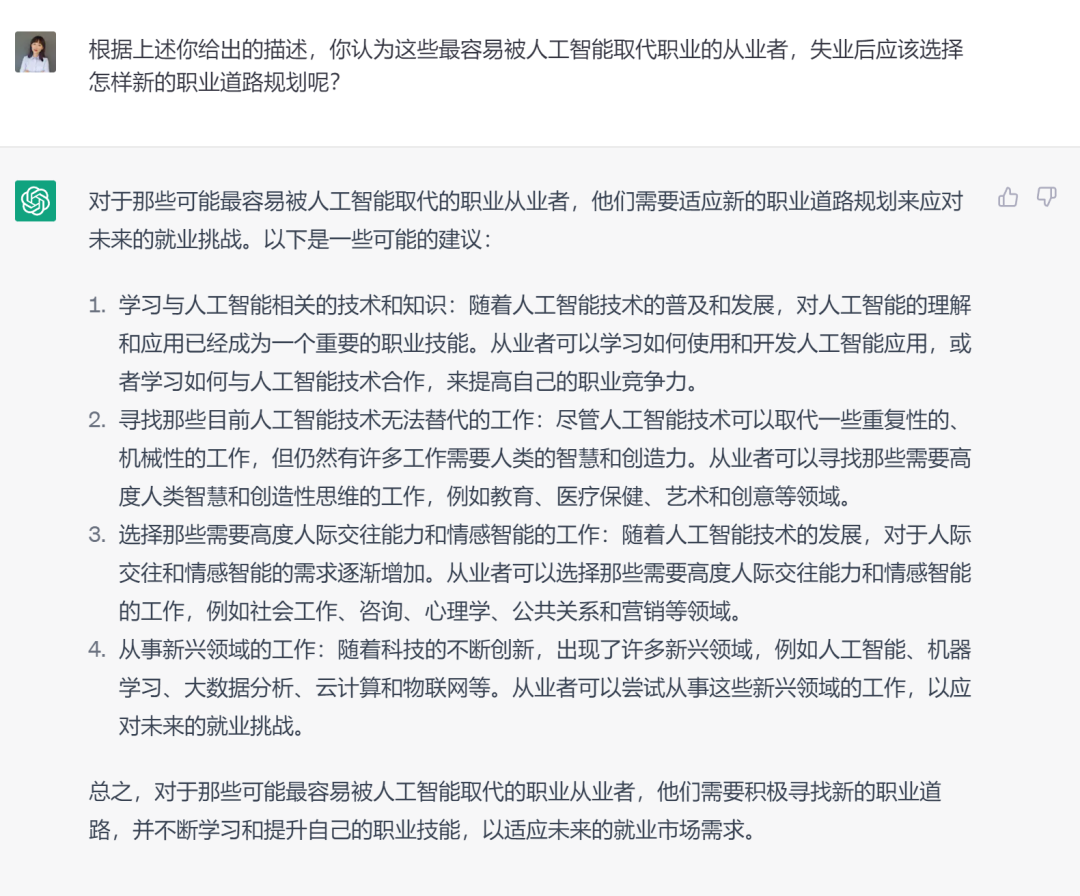 根据上述你给出的描述，你认为这些最容易被人工智能取代职业的从业者，失业后应该选择
怎样新的职业道路规划呢？
对于那些可能最容易被人工智能取代的职业从业者，他们需要适应新的职业道路规划来应对
未来的就业挑战。以下是一些可能的建议：
1. 学习与人工智能相关的技术和知识：随着人工智能技术的普及和发展，对人工智能的理解
和应用已经成为一个重要的职业技能。从业者可以学习如何使用和开发人工智能应用，或
者学习如何与人工智能技术合作，来提高自己的职业竞争力。
2. 寻找那些目前人工智能技术无法替代的工作：尽管人工智能技术可以取代一些重复性的、
机械性的工作，但仍然有许多工作需要人类的智慧和创造力。从业者可以寻找那些需要高
度人类智慧和创造性思维的工作，例如教育、医疗保健、艺术和创意等领域。
3. 选择那些需要高度人际交往能力和情感智能的工作：随着人工智能技术的发展，对于人际
交往和情感智能的需求逐渐增加。从业者可以选择那些需要高度人际交往能力和情感智能
的工作，例如社会工作、咨询、心理学、公共关系和营销等领域。
4. 从事新兴领域的工作：随着科技的不断创新，出现了许多新兴领域，例如人工智能、机器
学习、大数据分析、云计算和物联网等。从业者可以尝试从事这些新兴领域的工作，以应
对未来的就业挑战。
总之，对于那些可能最容易被人工智能取代的职业从业者，他们需要积极寻找新的职业道
路，并不断学习和提升自己的职业技能，以适应未来的就业市场需求。